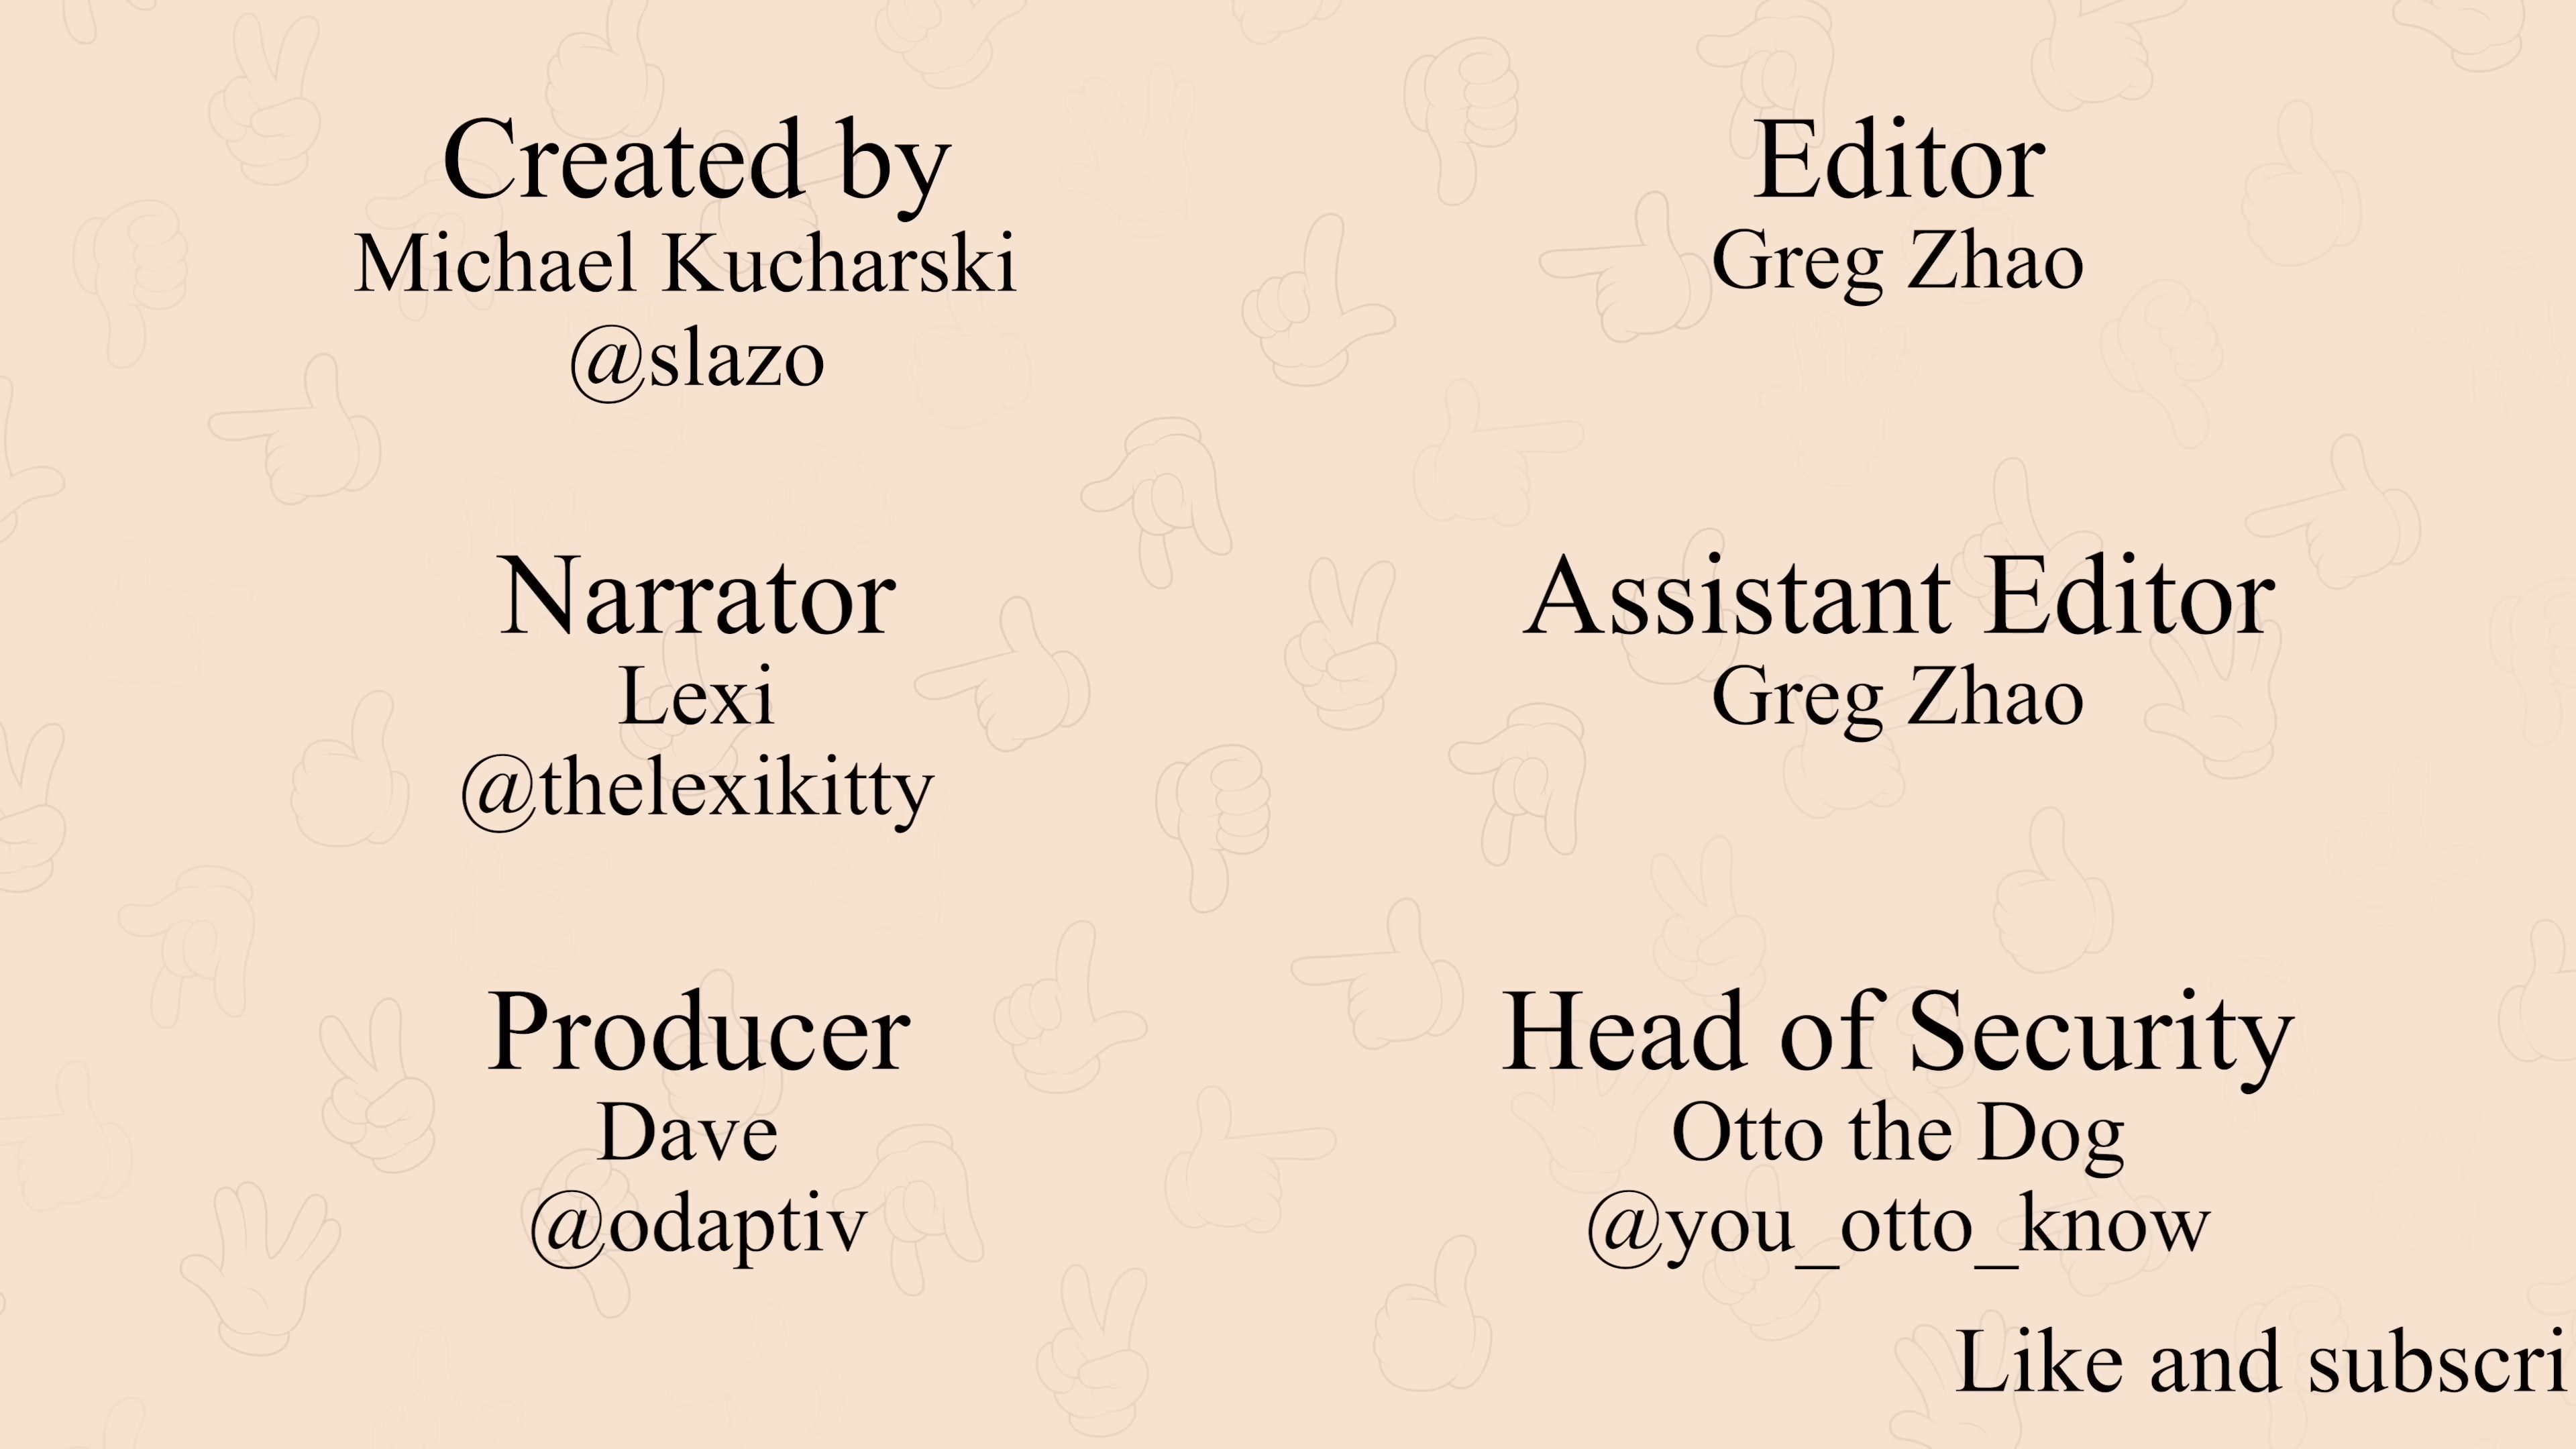 Created by
Michael Kucharski
@slazo
Editor
Greg Zhao
Narrator
Lexi
@thelexikitty
Assistant Editor
Greg Zhao
Producer
Dave
@odaptiv
Head of Security
Otto the Dog
@you_otto_know
Like and subscri